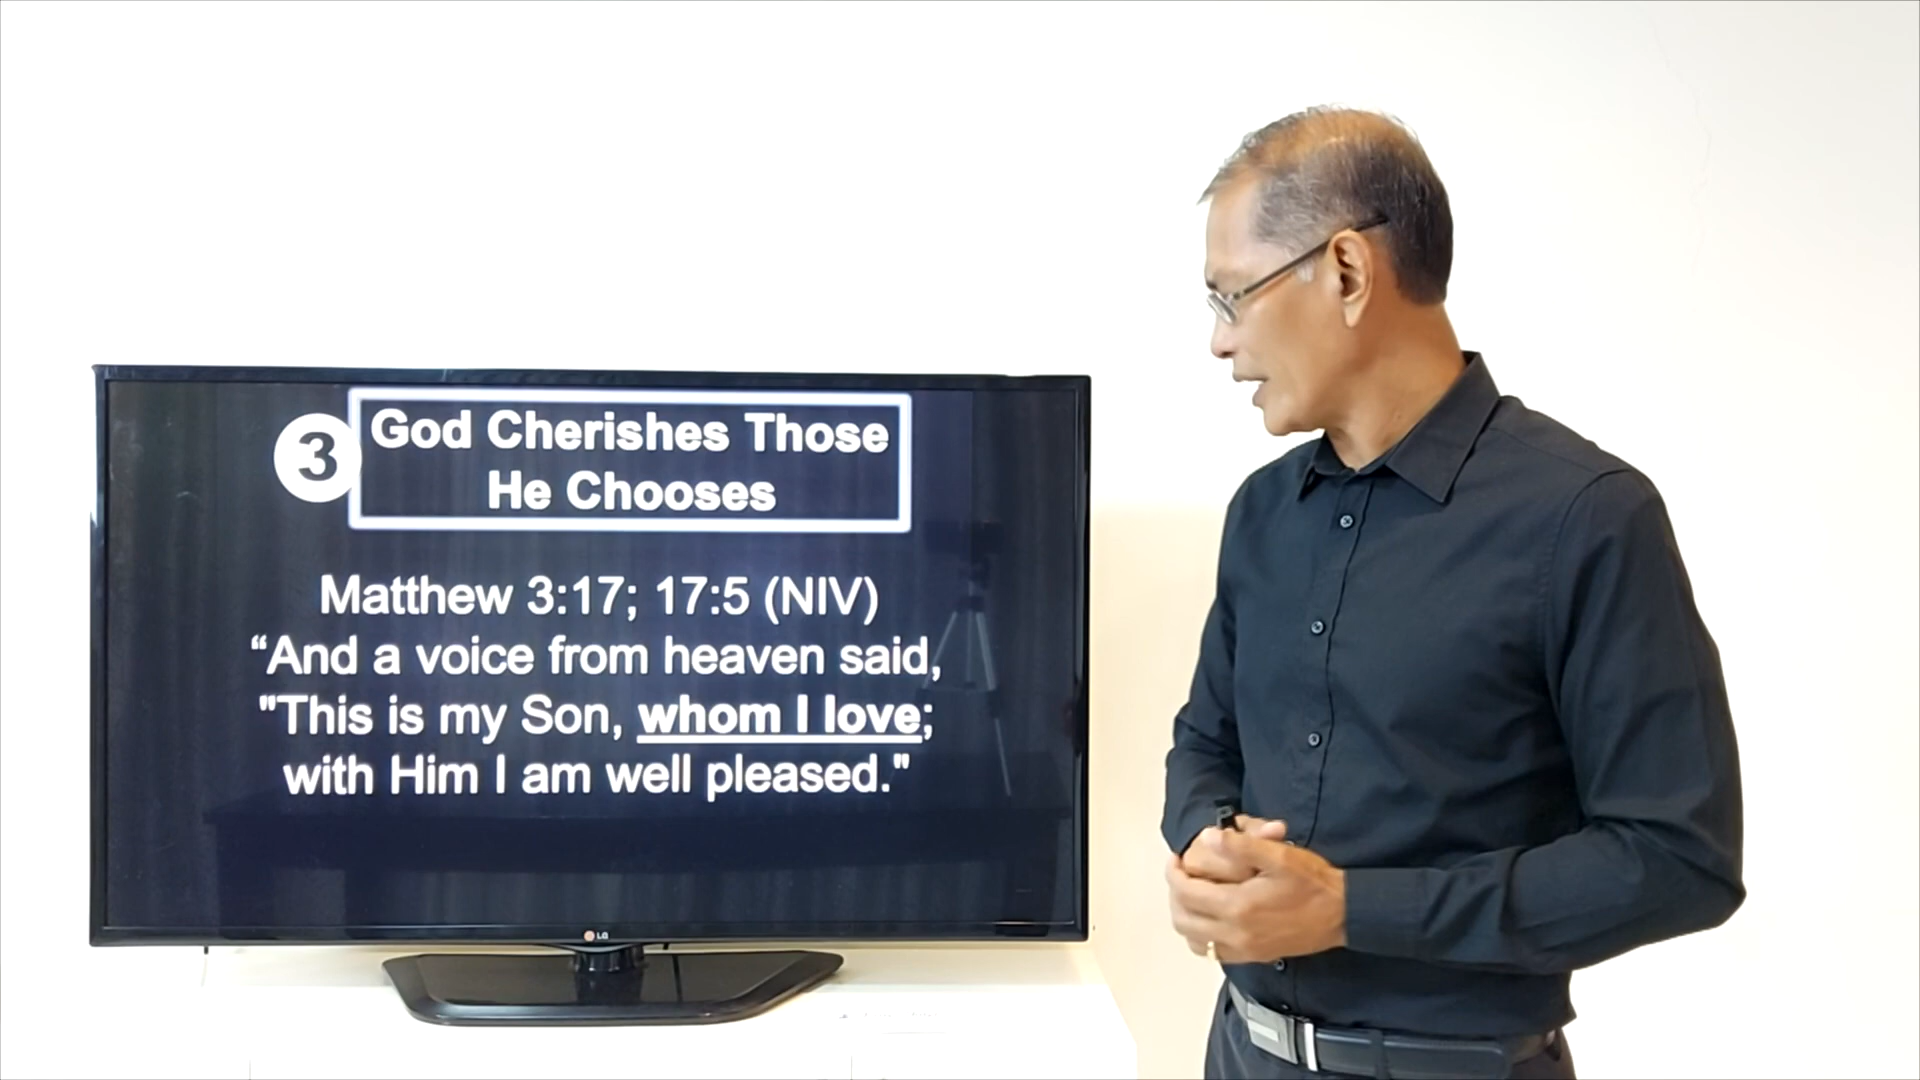 3
God Cherishes Those
He Chooses
Matthew 3:17; 17:5 (NIV)
“And a voice from heaven said,
"This is my Son, whom I love;
with Him I am well pleased."
LG